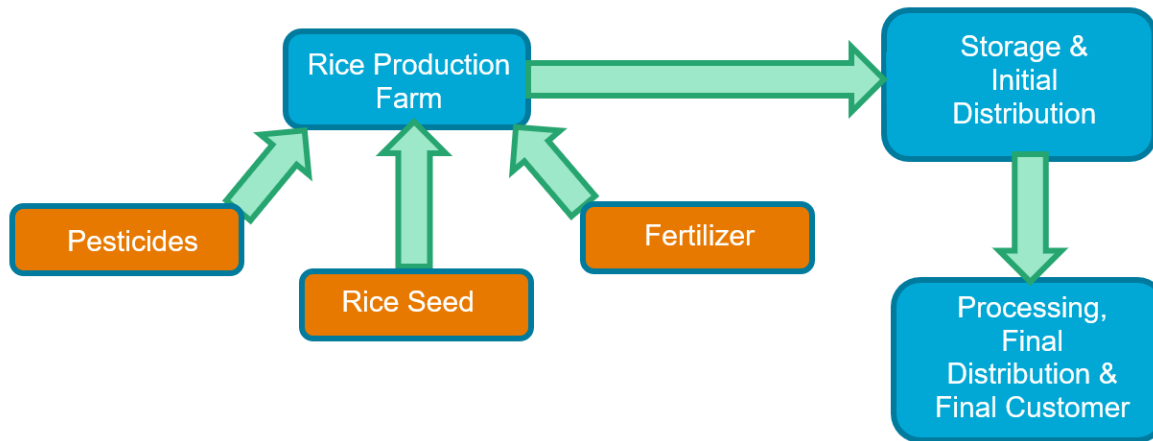 Rice Production
Farm
Storage &
Initial
Distribution
Pesticides
Rice Seed
Fertilizer
Processing,
Final
Distribution &
Final Customer